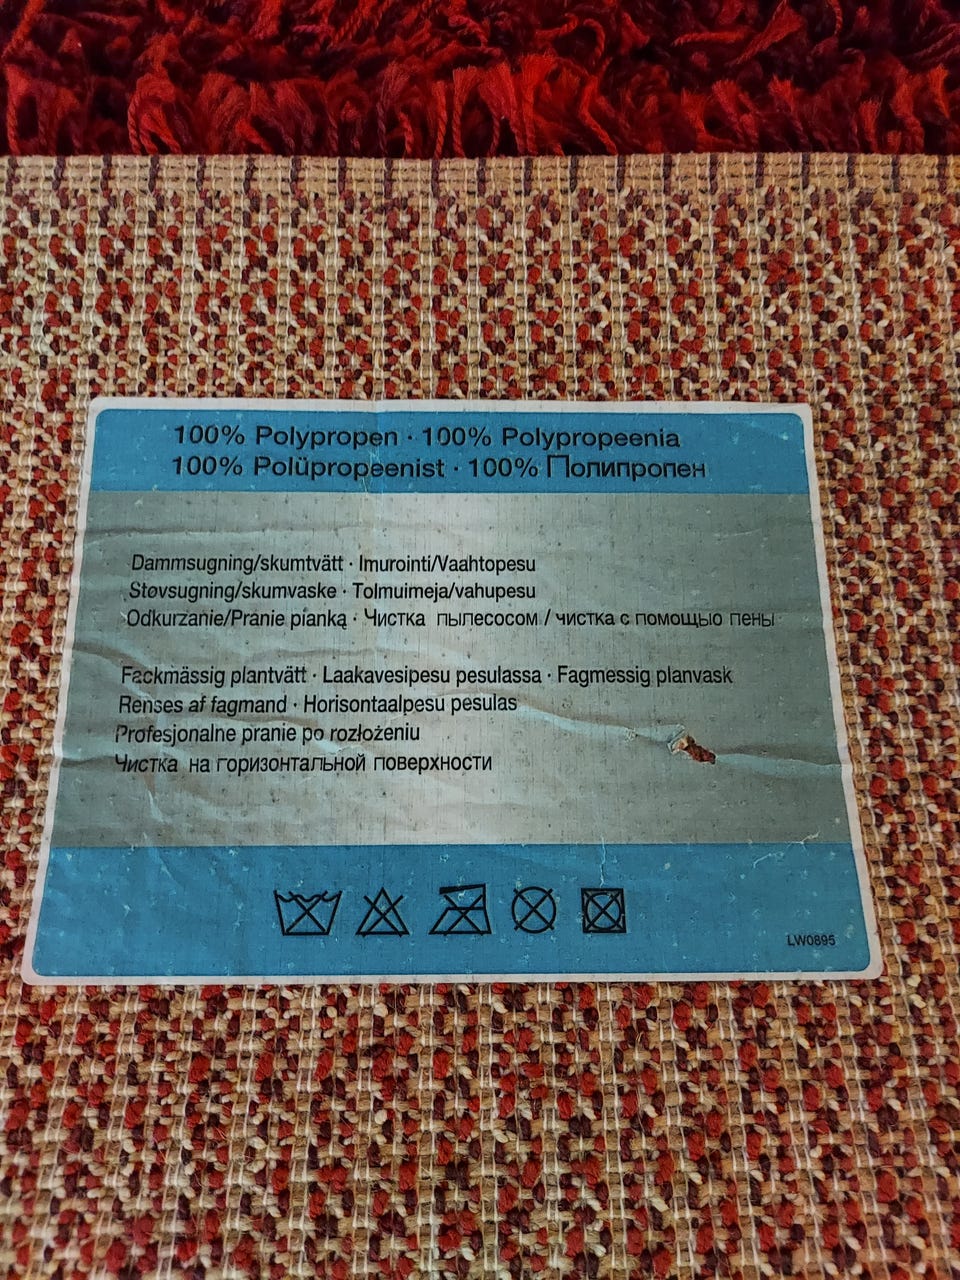 100% Polypropen · 100% Polypropeenia
100% Polüpropeenist · 100% Полипропен
Dammsugning/skumtvätt · Imurointi/Vaahtopesu
Støvsugning/skumvaske · Tolmuimeja/vahupesu
Odkurzanie/Pranie pianką · Чистка пылесосом / чистка с помощью пены
Fackmässig plantvätt · Laakavesipesu pesulassa · Fagmessig planvask
Renses af fagmand · Horisontaalpesu pesulas
Profesjonalne pranie po rozłożeniu
Чистка на горизонтальной поверхности
LW0895